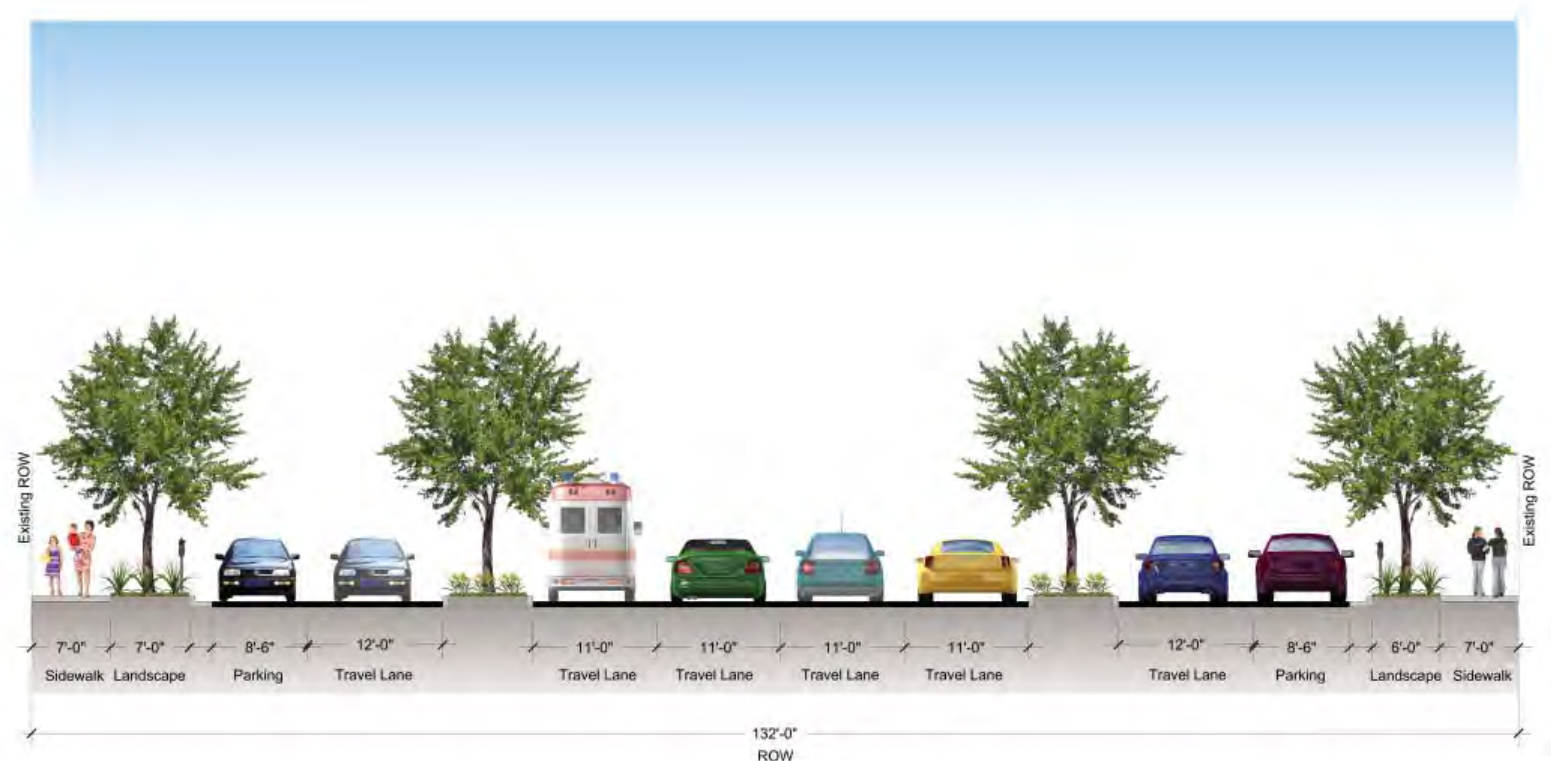 Existing ROW
Existing ROW
7'-0" 7'-0" 8'-6" 12'-0" 11'-0" 11'-0" 11'-0" 11'-0" 12'-0" 8'-6" 6'-0" 7'-0"
Sidewalk Landscape Parking Travel Lane Travel Lane Travel Lane Travel Lane Travel Lane Travel Lane Parking Landscape Sidewalk
132'-0"
ROW